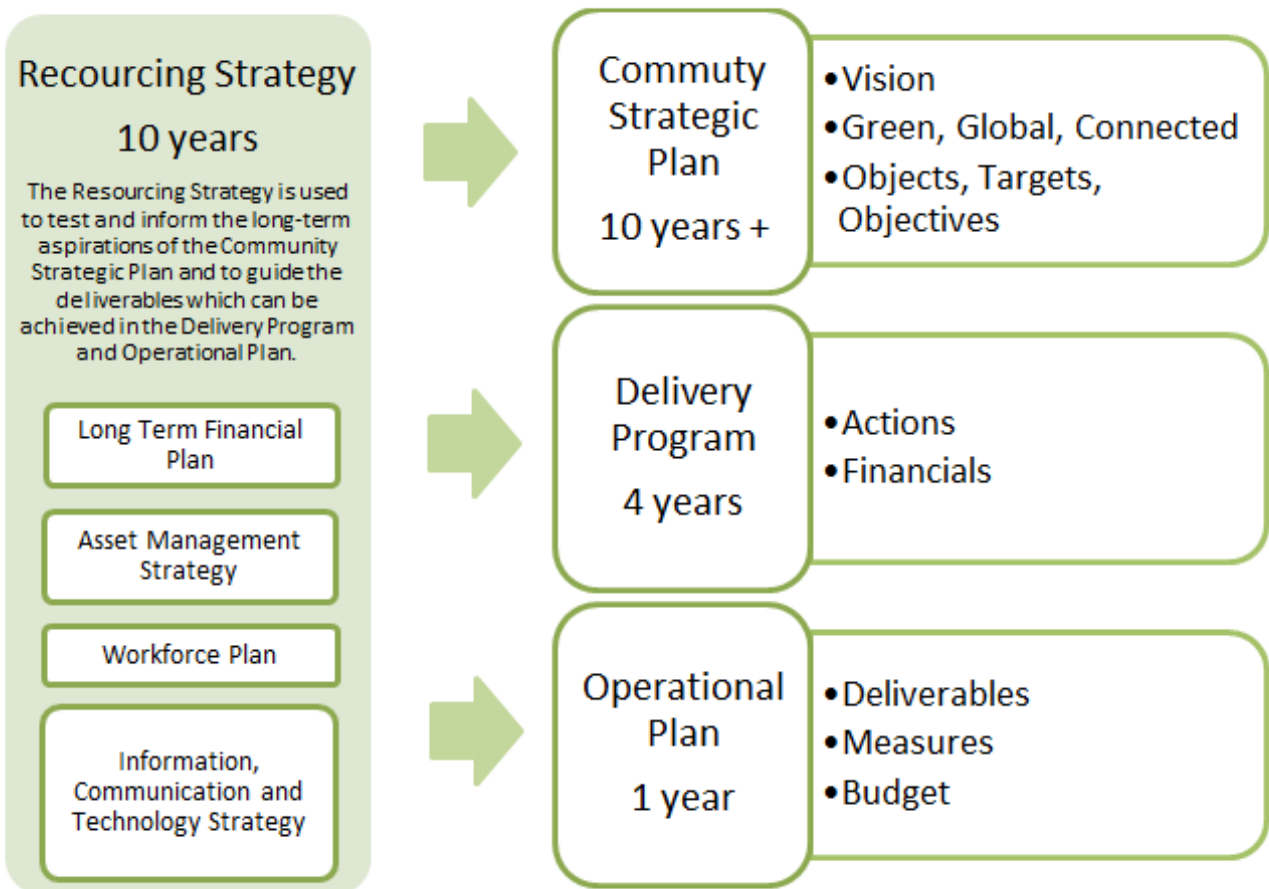 Recourcing Strategy
10 years
The Resourcing Strategy is used
to test and inform the long-term
aspirations of the Community
Strategic Plan and to guide the
deliverables which can be
achieved in the Delivery Program
and Operational Plan.
Long Term Financial
Plan
Asset Management
Strategy
Workforce Plan
Information,
Communication and
Technology Strategy
Commuty
Strategic
Plan
10 years +
•Vision
•Green, Global, Connected
•Objects, Targets,
Objectives
Delivery
Program
4 years
•Actions
•Financials
Operational
Plan
1 year
•Deliverables
•Measures
•Budget